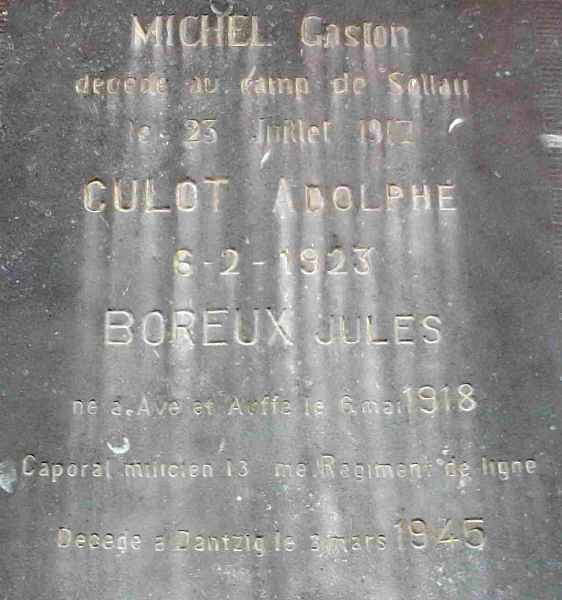 MICHEL Gaston
decede au camp de Soltau
le 23 Juillet 1917
CULOT ADOLPHE
6-2-1923
BOREUX JULES
ne a Ave et Auffe le 6 mai 1918
Caporal milicien 13 me Regiment de ligne
Decede a Dantzig le 3 mars 1945